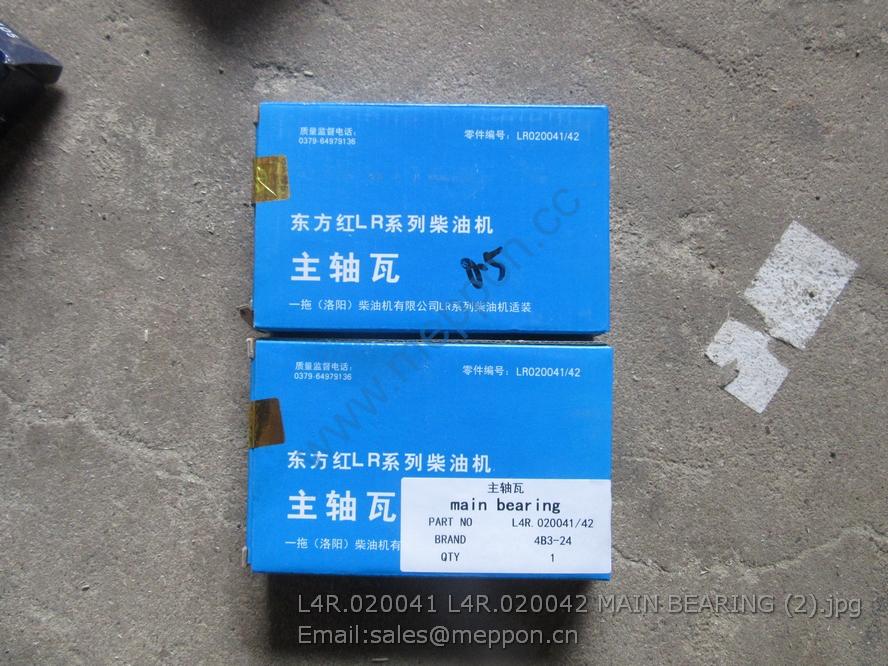 质量监督电话:
0379-64979136
零件编号: LR020041/42
东方红LR系列柴油机
主轴瓦
0.5
一拖(洛阳)柴油机有限公司LR系列柴油机适装
质量监督电话:
0379-64979136
零件编号: LR020041/42
东方红LR系列柴油机
主轴瓦
一拖(洛阳)柴油机有
主轴瓦
main bearing
PART NO L4R.020041/42
BRAND 4B3-24
QTY 1
www.meppon.cc
L4R.020041 L4R.020042 MAIN BEARING (2).jpg
Email:sales@meppon.cn